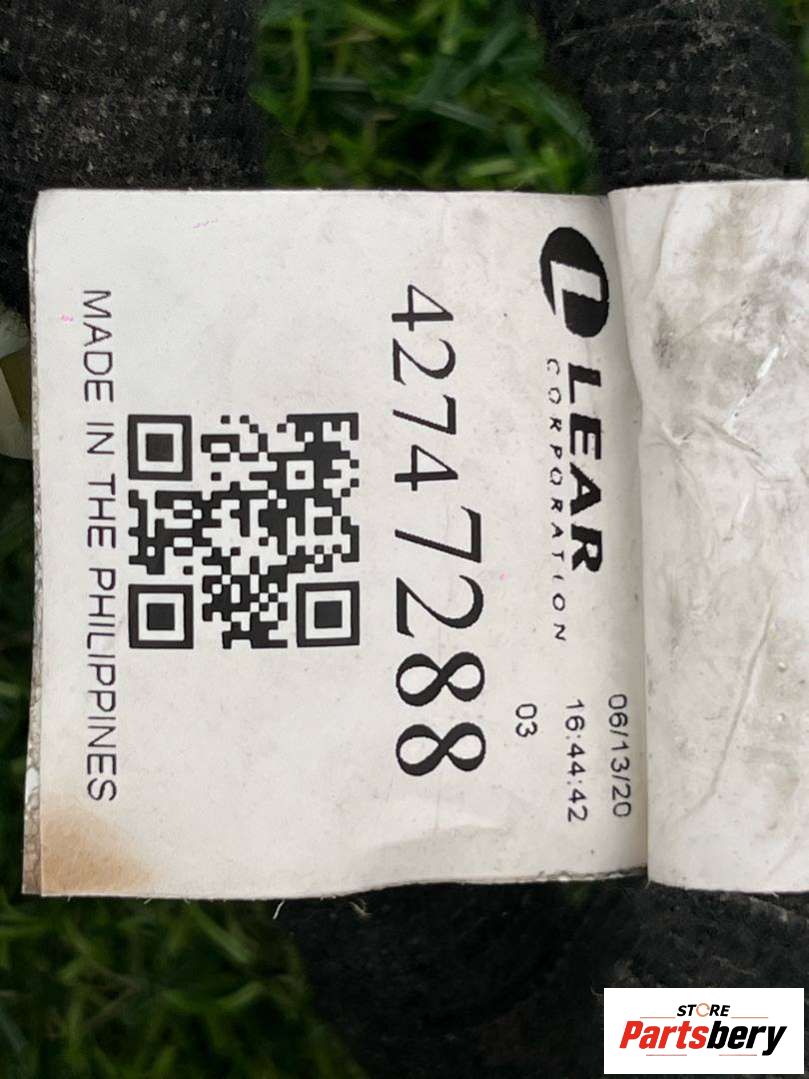 LEAR
CORPORATION
06/13/20
16:44:42
03
42747288
MADE IN THE PHILIPPINES
STORE
Partsbery